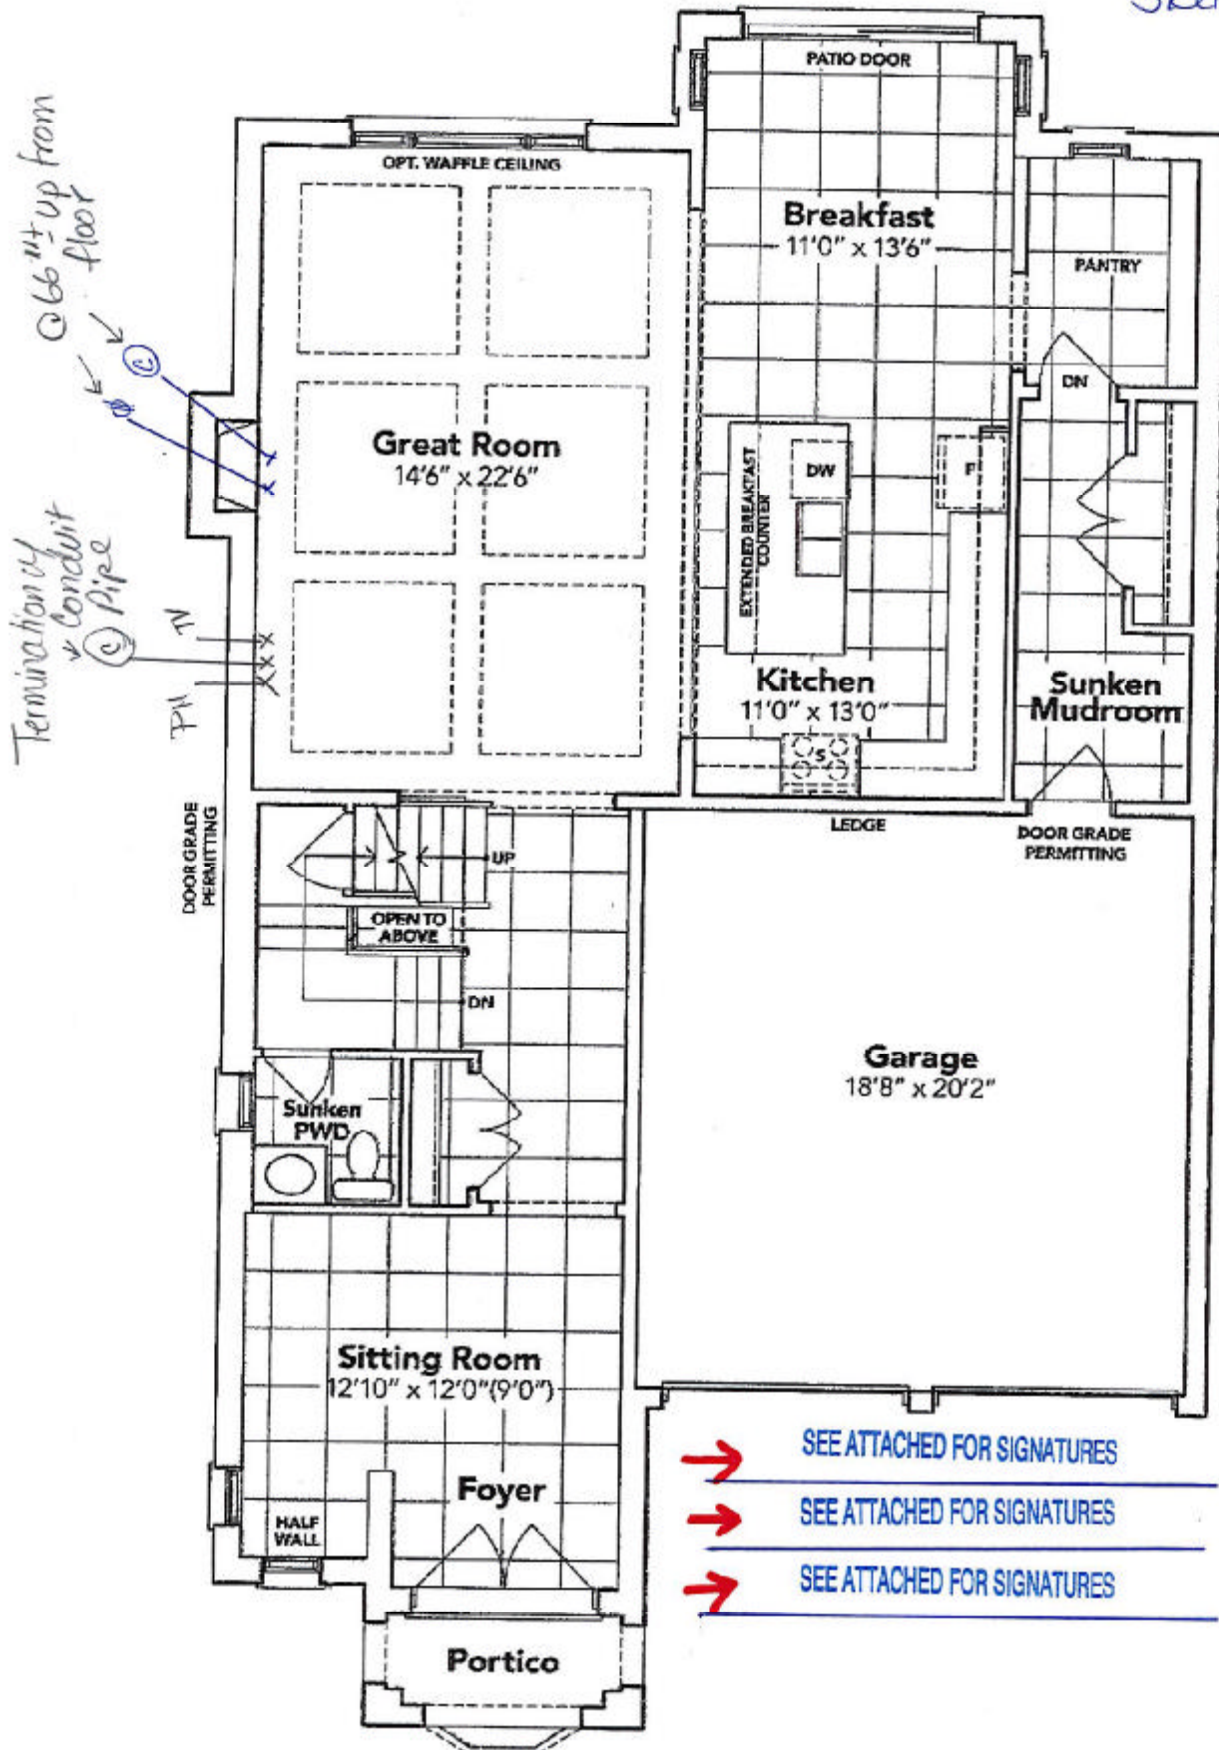 PATIO DOOR
OPT. WAFFLE CEILING
@ 66"± up from
floor
Breakfast
11'0" x 13'6"
PANTRY
C
DN
Great Room
14'6" x 22'6"
EXTENDED BREAKFAST
COUNTER
DW
F
Termination of
Conduit
C Pipe
TV
PH
Kitchen
11'0" x 13'0"
S
Sunken
Mudroom
DOOR GRADE
PERMITTING
LEDGE
DOOR GRADE
PERMITTING
UP
OPEN TO
ABOVE
DN
Garage
18'8" x 20'2"
Sunken
PWD
Sitting Room
12'10" x 12'0"(9'0")
Foyer
HALF
WALL
SEE ATTACHED FOR SIGNATURES
SEE ATTACHED FOR SIGNATURES
SEE ATTACHED FOR SIGNATURES
Portico